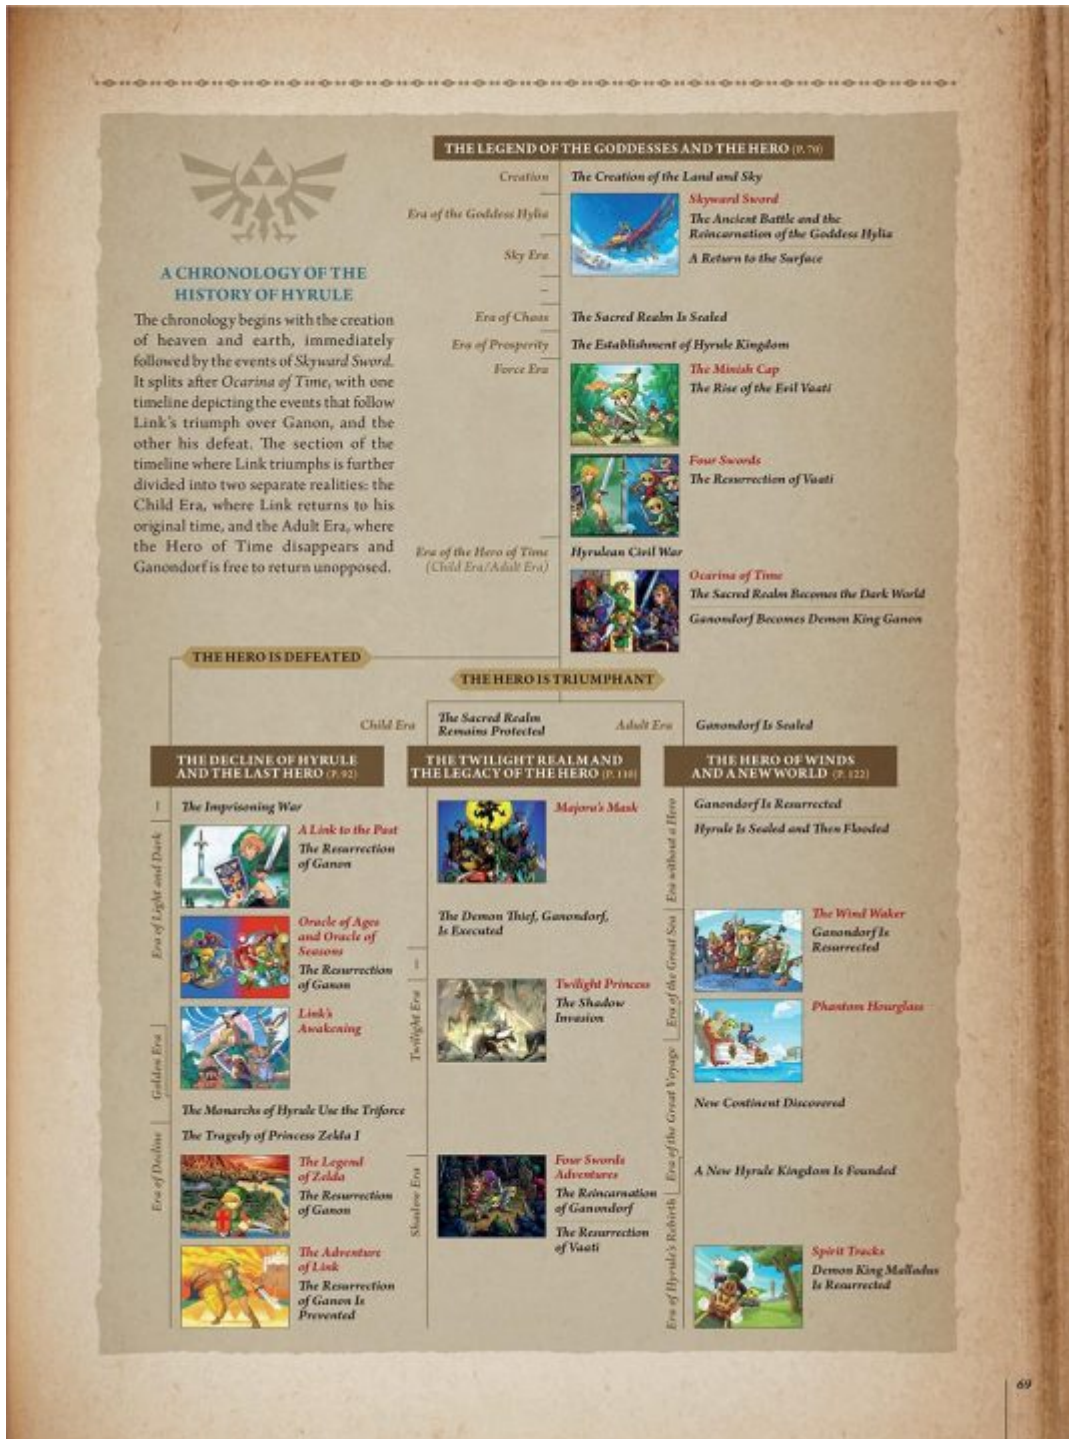 THE LEGEND OF THE GODDESSES AND THE HERO (P. 70)
Creation
The Creation of the Land and Sky
Era of the Goddess Hylia
Skyward Sword
The Ancient Battle and the
Reincarnation of the Goddess Hylia
Sky Era
A Return to the Surface
A CHRONOLOGY OF THE
HISTORY OF HYRULE
The chronology begins with the creation
of heaven and earth, immediately
followed by the events of Skyward Sword.
It splits after Ocarina of Time, with one
timeline depicting the events that follow
Link's triumph over Ganon, and the
other his defeat. The section of the
timeline where Link triumphs is further
divided into two separate realities: the
Child Era, where Link returns to his
original time, and the Adult Era, where
the Hero of Time disappears and
Ganondorf is free to return unopposed.
Era of Chaos
The Sacred Realm Is Sealed
Era of Prosperity
The Establishment of Hyrule Kingdom
Force Era
The Minish Cap
The Rise of the Evil Vaati
Four Swords
The Resurrection of Vaati
Era of the Hero of Time
(Child Era/Adult Era)
Hyrulean Civil War
Ocarina of Time
The Sacred Realm Becomes the Dark World
Ganondorf Becomes Demon King Ganon
THE HERO IS DEFEATED
THE HERO IS TRIUMPHANT
Child Era
The Sacred Realm
Remains Protected
Adult Era
Ganondorf Is Sealed
THE DECLINE OF HYRULE
AND THE LAST HERO (P. 92)
The Imprisoning War
Era of Light and Dark
A Link to the Past
The Resurrection
of Ganon
Oracle of Ages
and Oracle of
Seasons
The Resurrection
of Ganon
Link's
Awakening
Golden Era
The Monarchs of Hyrule Use the Triforce
The Tragedy of Princess Zelda I
Era of Decline
The Legend
of Zelda
The Resurrection
of Ganon
The Adventure
of Link
The Resurrection
of Ganon Is
Prevented
THE TWILIGHT REALM AND
THE LEGACY OF THE HERO (P. 110)
Majora's Mask
The Demon Thief, Ganondorf,
Is Executed
Twilight Era
Twilight Princess
The Shadow
Invasion
Shadow Era
Four Swords
Adventures
The Reincarnation
of Ganondorf
The Resurrection
of Vaati
THE HERO OF WINDS
AND A NEW WORLD (P. 122)
Era without a Hero
Ganondorf Is Resurrected
Hyrule Is Sealed and Then Flooded
Era of the Great Sea
The Wind Waker
Ganondorf Is
Resurrected
Phantom Hourglass
Era of the Great Voyage
New Continent Discovered
A New Hyrule Kingdom Is Founded
Era of Hyrule's Rebirth
Spirit Tracks
Demon King Malladus
Is Resurrected
69